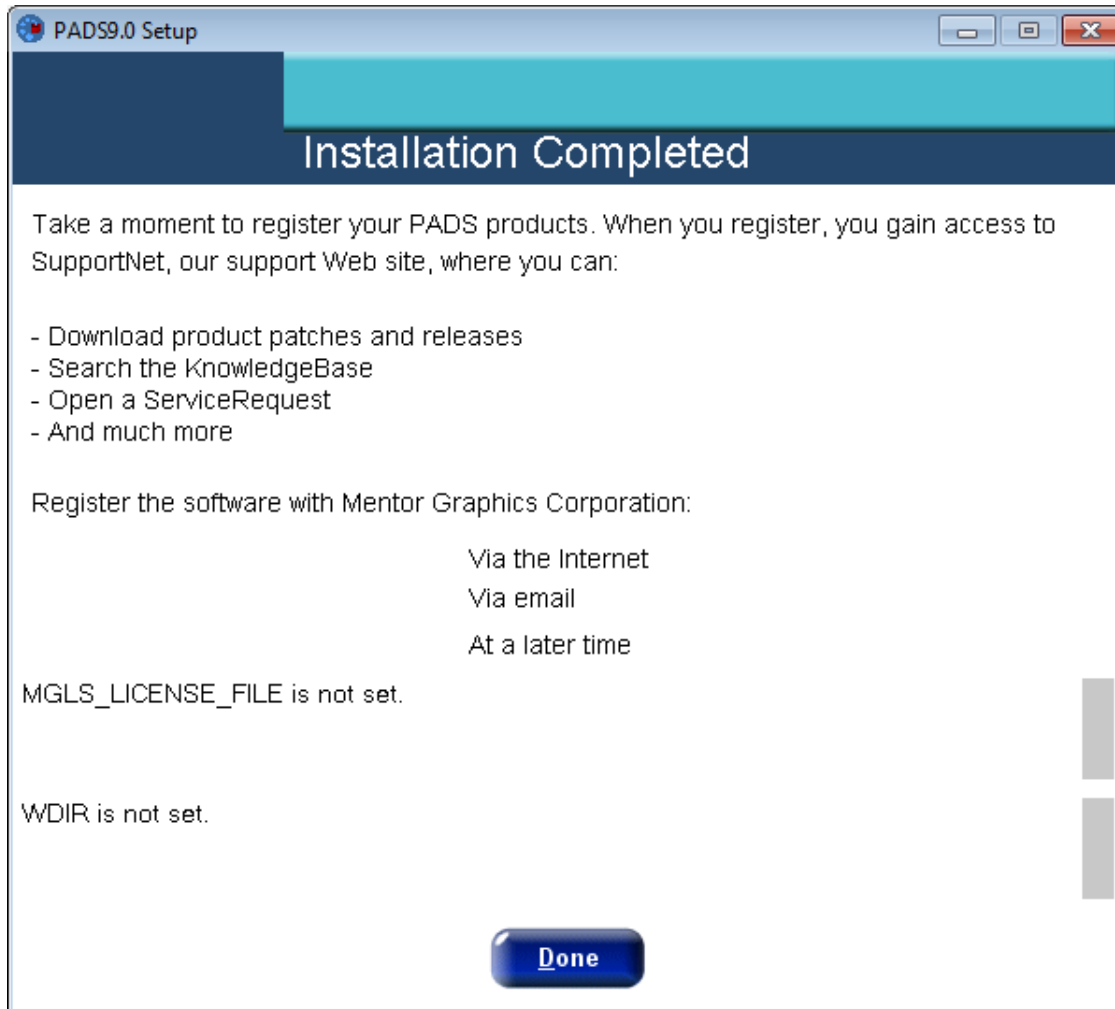 PADS9.0 Setup
Installation Completed
Take a moment to register your PADS products. When you register, you gain access to
SupportNet, our support Web site, where you can:
- Download product patches and releases
- Search the KnowledgeBase
- Open a ServiceRequest
- And much more
Register the software with Mentor Graphics Corporation:
Via the Internet
Via email
At a later time
MGLS_LICENSE_FILE is not set.
WDIR is not set.
Done